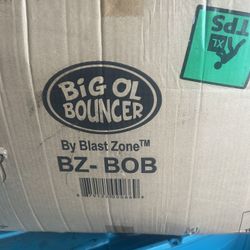 BiG OL
BOUNCER
By Blast Zone™
BZ- BOB
XL
TPS